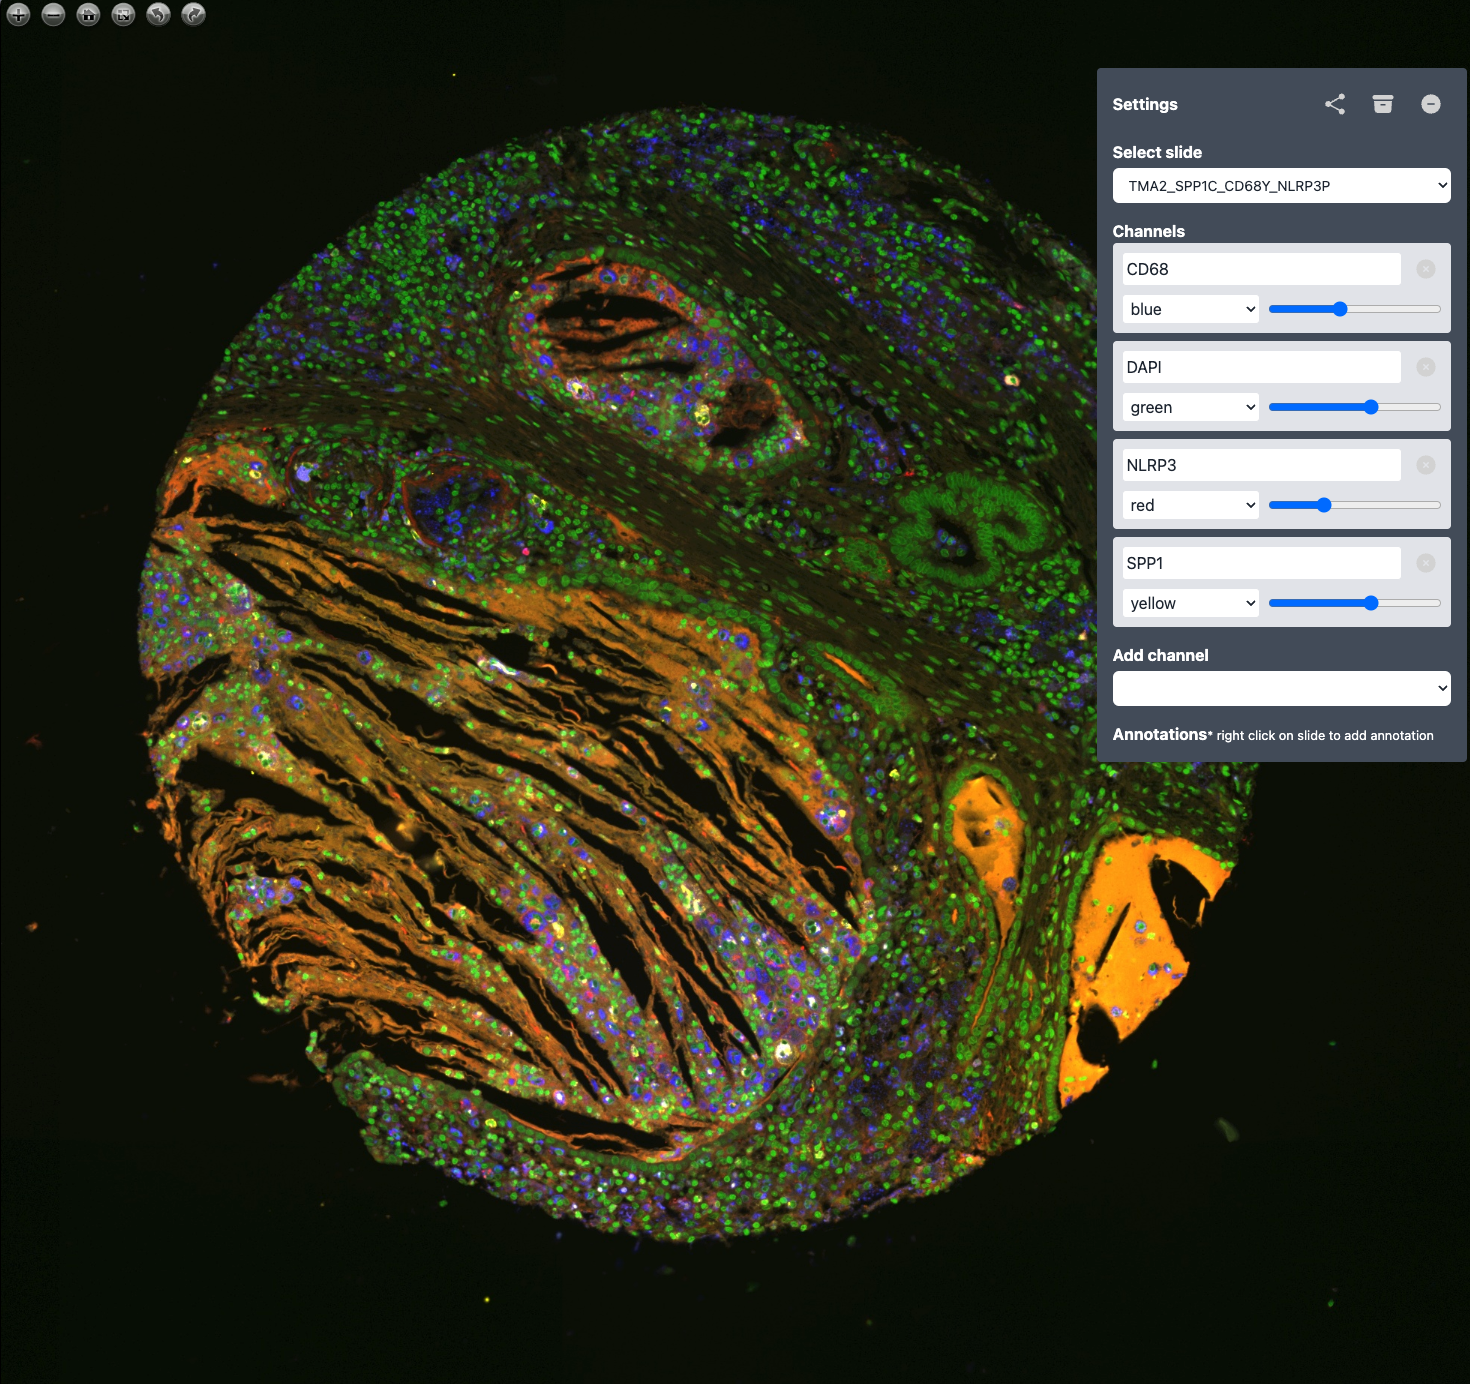 Settings
Select slide
TMA2_SPP1C_CD68Y_NLRP3P
Channels
CD68
blue
DAPI
green
NLRP3
red
SPP1
yellow
Add channel
Annotations* right click on slide to add annotation